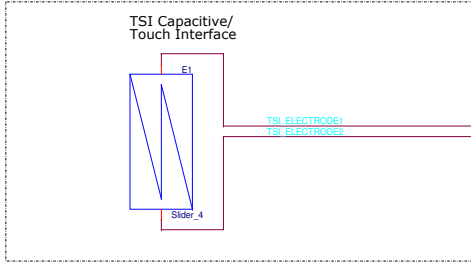 TSI Capacitive/
Touch Interface
E1
TSI_ELECTRODE1
TSI_ELECTRODE2
Slider_4